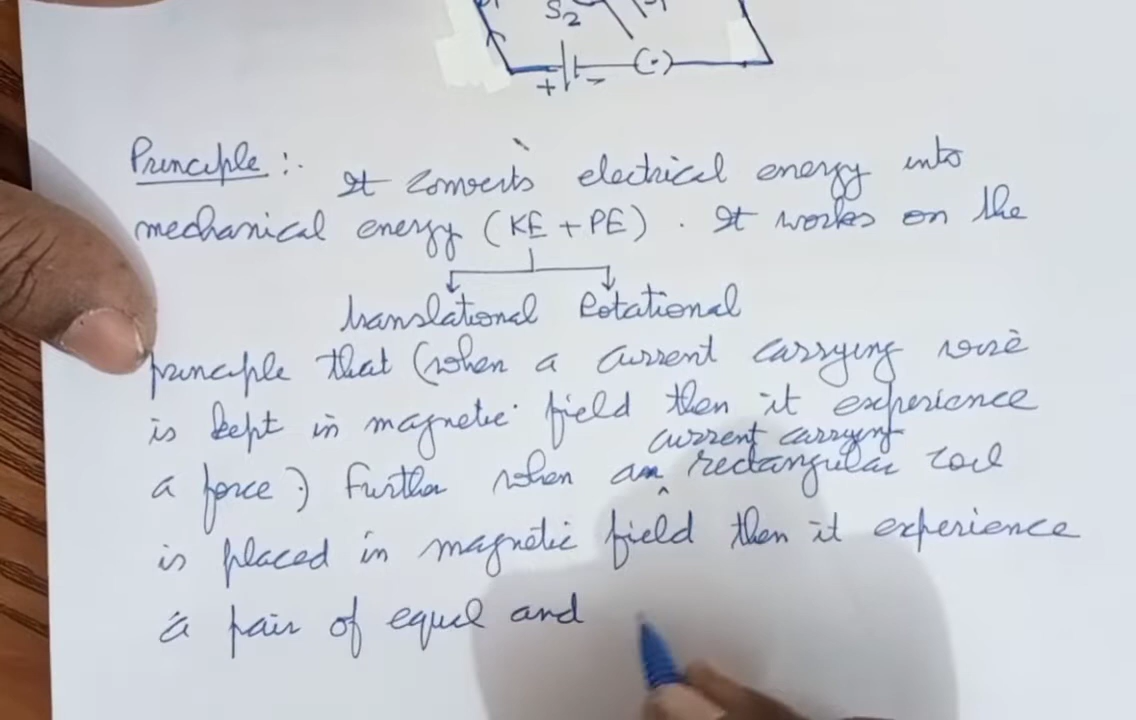 S2
+ - (·)
Principle :- It converts electrical energy into
mechanical energy (KE + PE) . It works on the
translational Rotational
principle that (when a current carrying wire
is kept in magnetic field then it experience
a force.) Further when a current carrying rectangular coil
is placed in magnetic field then it experience
a pair of equal and